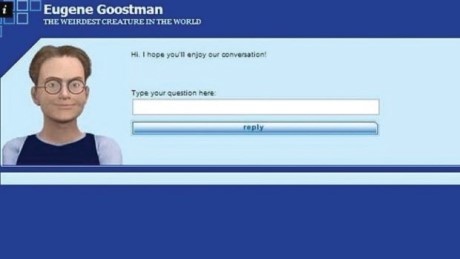 i
Eugene Goostman
THE WEIRDEST CREATURE IN THE WORLD
Hi. I hope you'll enjoy our conversation!
Type your question here:
reply